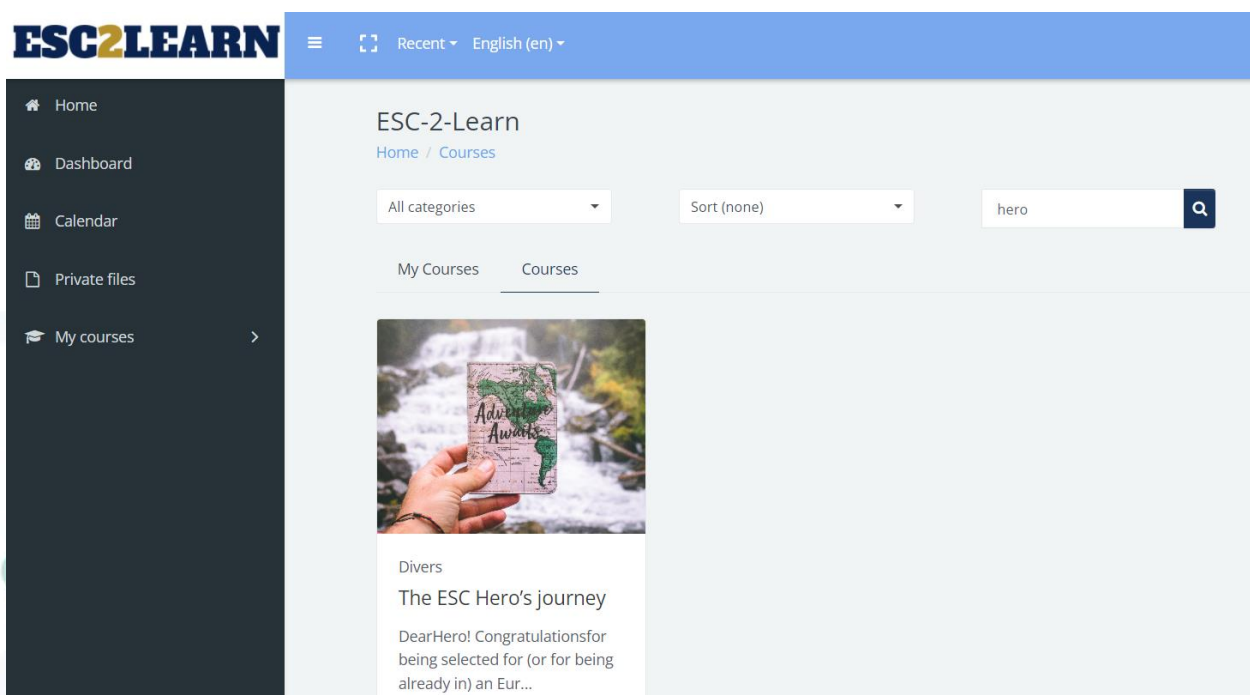 ESC2LEARN
Recent English (en)
Home
Dashboard
Calendar
Private files
My courses
ESC-2-Learn
Home / Courses
All categories
Sort (none)
hero
My Courses Courses
Adventure
Awaits
Divers
The ESC Hero’s journey
DearHero! Congratulationsfor
being selected for (or for being
already in) an Eur...